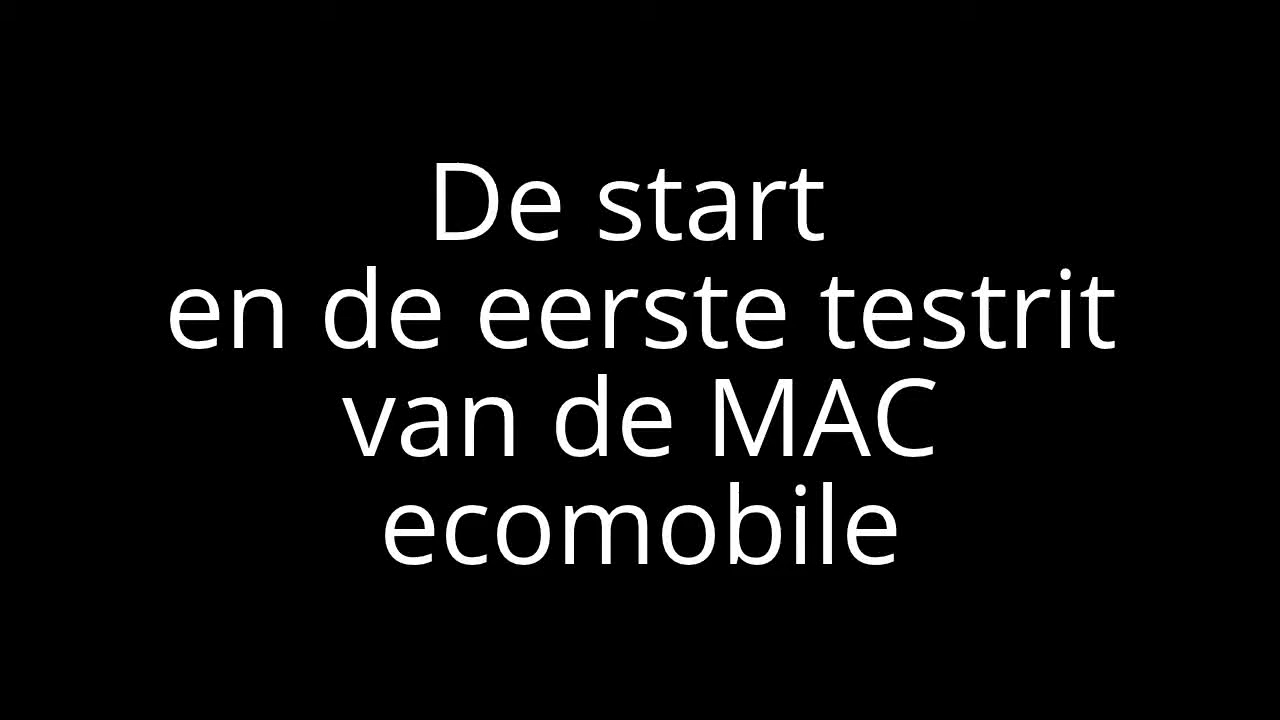 De start
en de eerste testrit
van de MAC
ecomobile